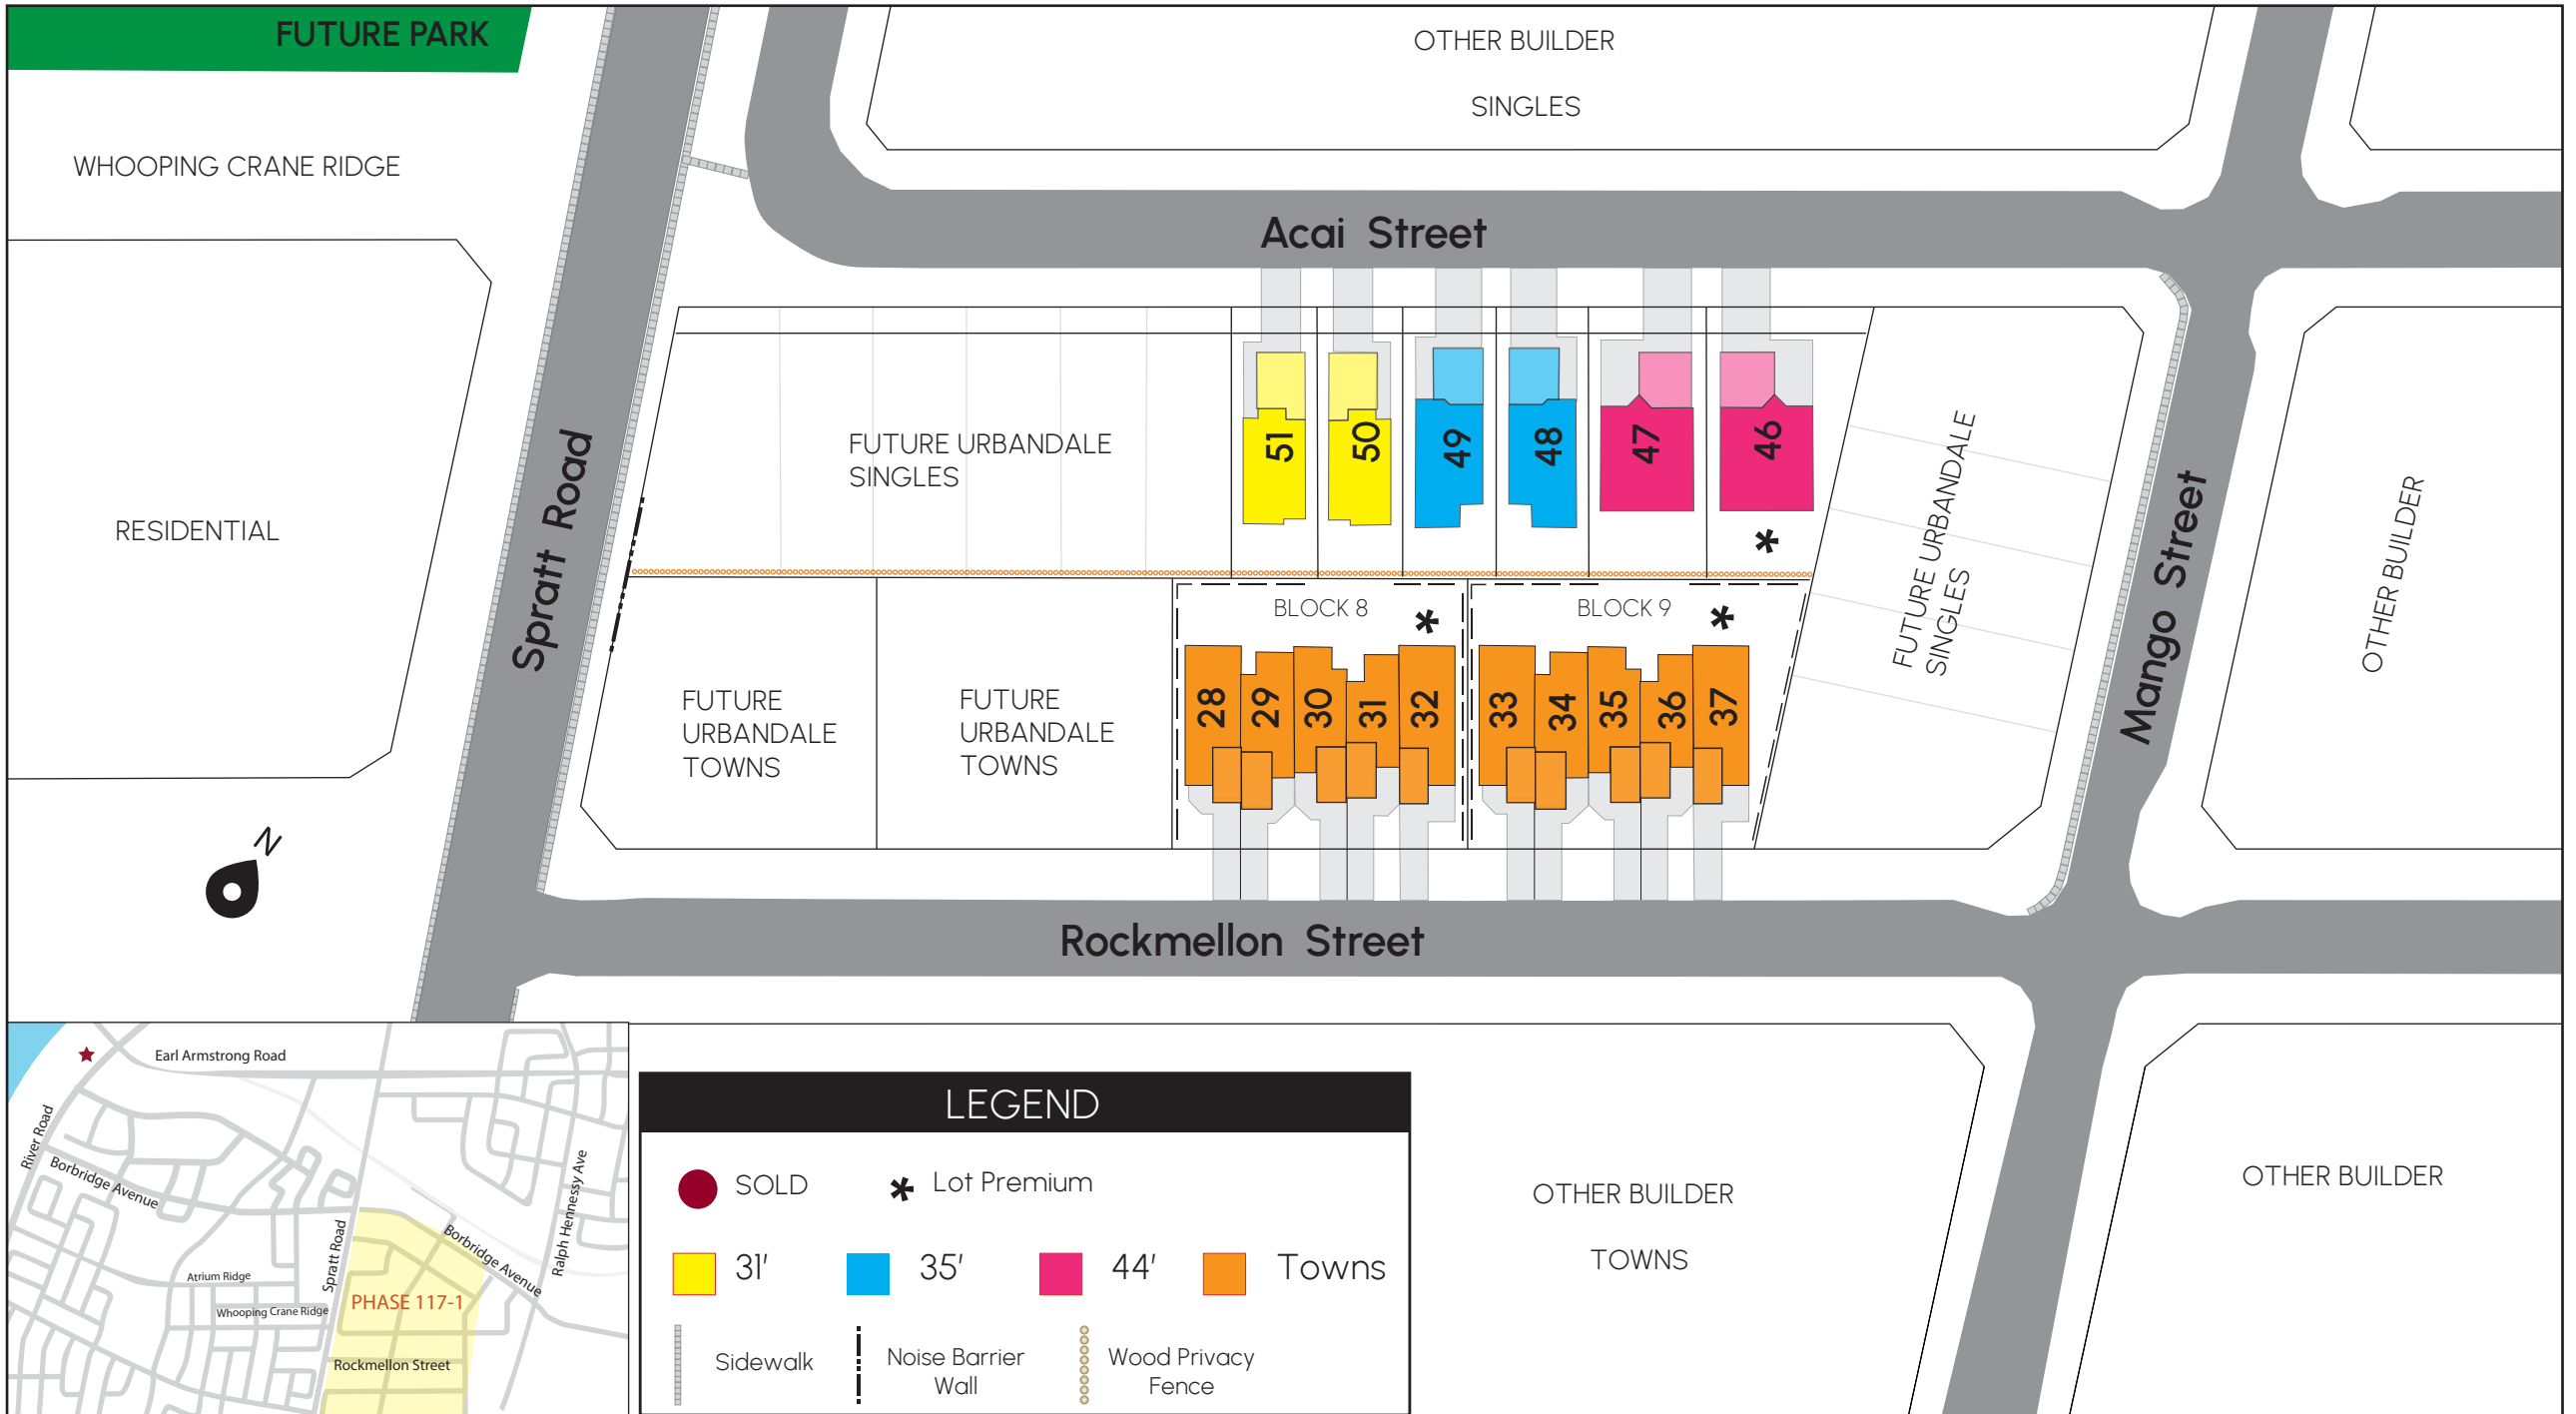 FUTURE PARK
OTHER BUILDER
SINGLES
WHOOPING CRANE RIDGE
Acai Street
RESIDENTIAL
Spratt Road
FUTURE URBANDALE
SINGLES
51
50
49
48
47
46
*
FUTURE URBANDALE
SINGLES
Mango Street
OTHER BUILDER
BLOCK 8
*
BLOCK 9
*
FUTURE
URBANDALE
TOWNS
FUTURE
URBANDALE
TOWNS
28
29
30
31
32
33
34
35
36
37
N
Rockmellon Street
Earl Armstrong Road
River Road
Borbridge Avenue
Ralph Hennessy Ave
Spratt Road
Borbridge Avenue
Atrium Ridge
Whooping Crane Ridge
PHASE 117-1
Rockmellon Street
LEGEND
SOLD
* Lot Premium
31'
35'
44'
Towns
Sidewalk
Noise Barrier
Wall
Wood Privacy
Fence
OTHER BUILDER
TOWNS
OTHER BUILDER